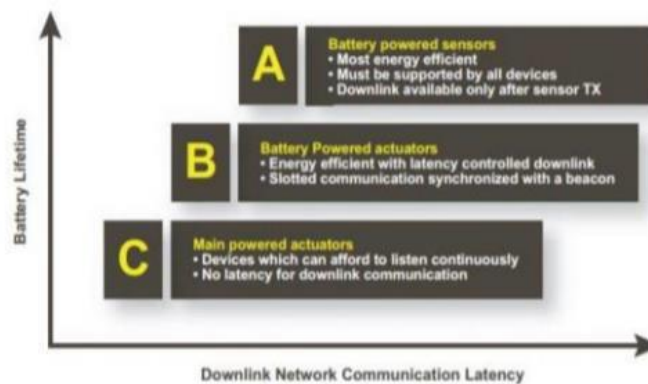 Battery Lifetime
A
Battery powered sensors
• Most energy efficient
• Must be supported by all devices
• Downlink available only after sensor TX
B
Battery Powered actuators
• Energy efficient with latency controlled downlink
• Slotted communication synchronized with a beacon
C
Main powered actuators
• Devices which can afford to listen continuously
• No latency for downlink communication
Downlink Network Communication Latency